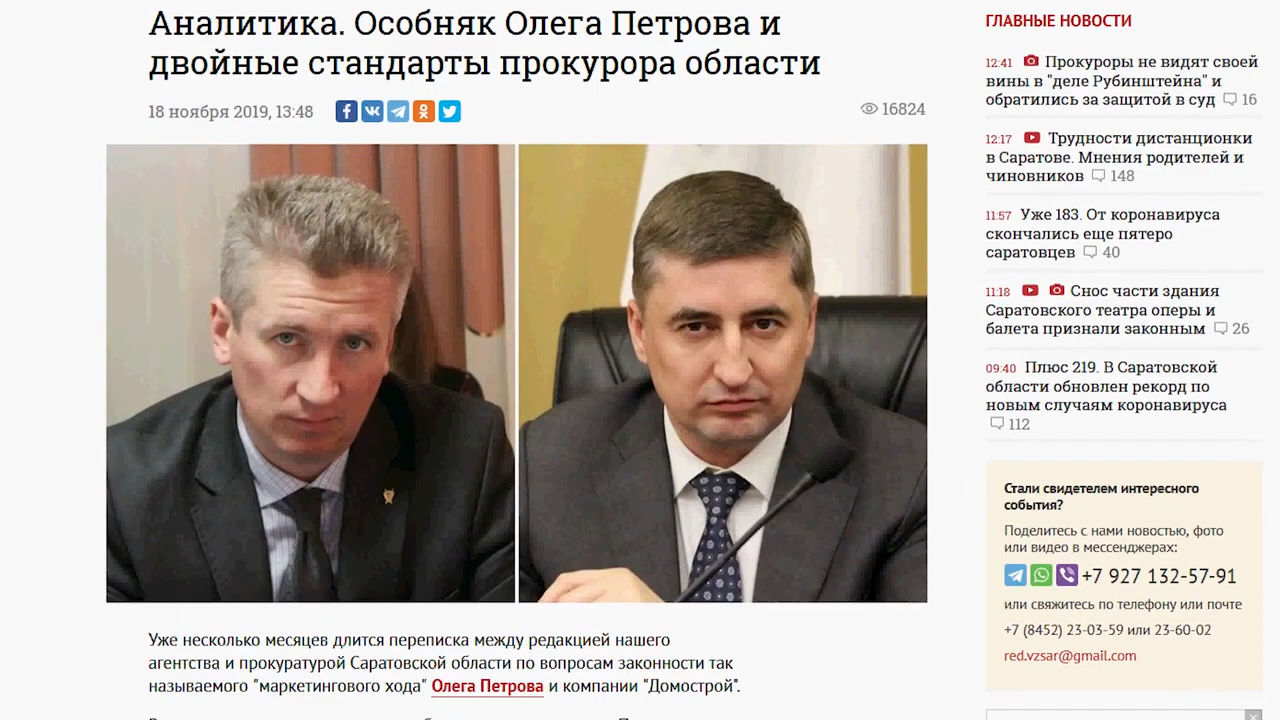 Аналитика. Особняк Олега Петрова и
двойные стандарты прокурора области
18 ноября 2019, 13:48
16824
Уже несколько месяцев длится переписка между редакцией нашего
агентства и прокуратурой Саратовской области по вопросам законности так
называемого "маркетингового хода" Олега Петрова и компании "Домострой".
ГЛАВНЫЕ НОВОСТИ
12:41 Прокуроры не видят своей
вины в "деле Рубинштейна" и
обратились за защитой в суд 16
12:17 Трудности дистанционки
в Саратове. Мнения родителей и
чиновников 148
11:57 Уже 183. От коронавируса
скончались еще пятеро
саратовцев 40
11:18 Снос части здания
Саратовского театра оперы и
балета признали законным 26
09:40 Плюс 219. В Саратовской
области обновлен рекорд по
новым случаям коронавируса
112
Стали свидетелем интересного
события?
Поделитесь с нами новостью, фото
или видео в мессенджерах:
+7 927 132-57-91
или свяжитесь по телефону или почте
+7 (8452) 23-03-59 или 23-60-02
red.vzsar@gmail.com